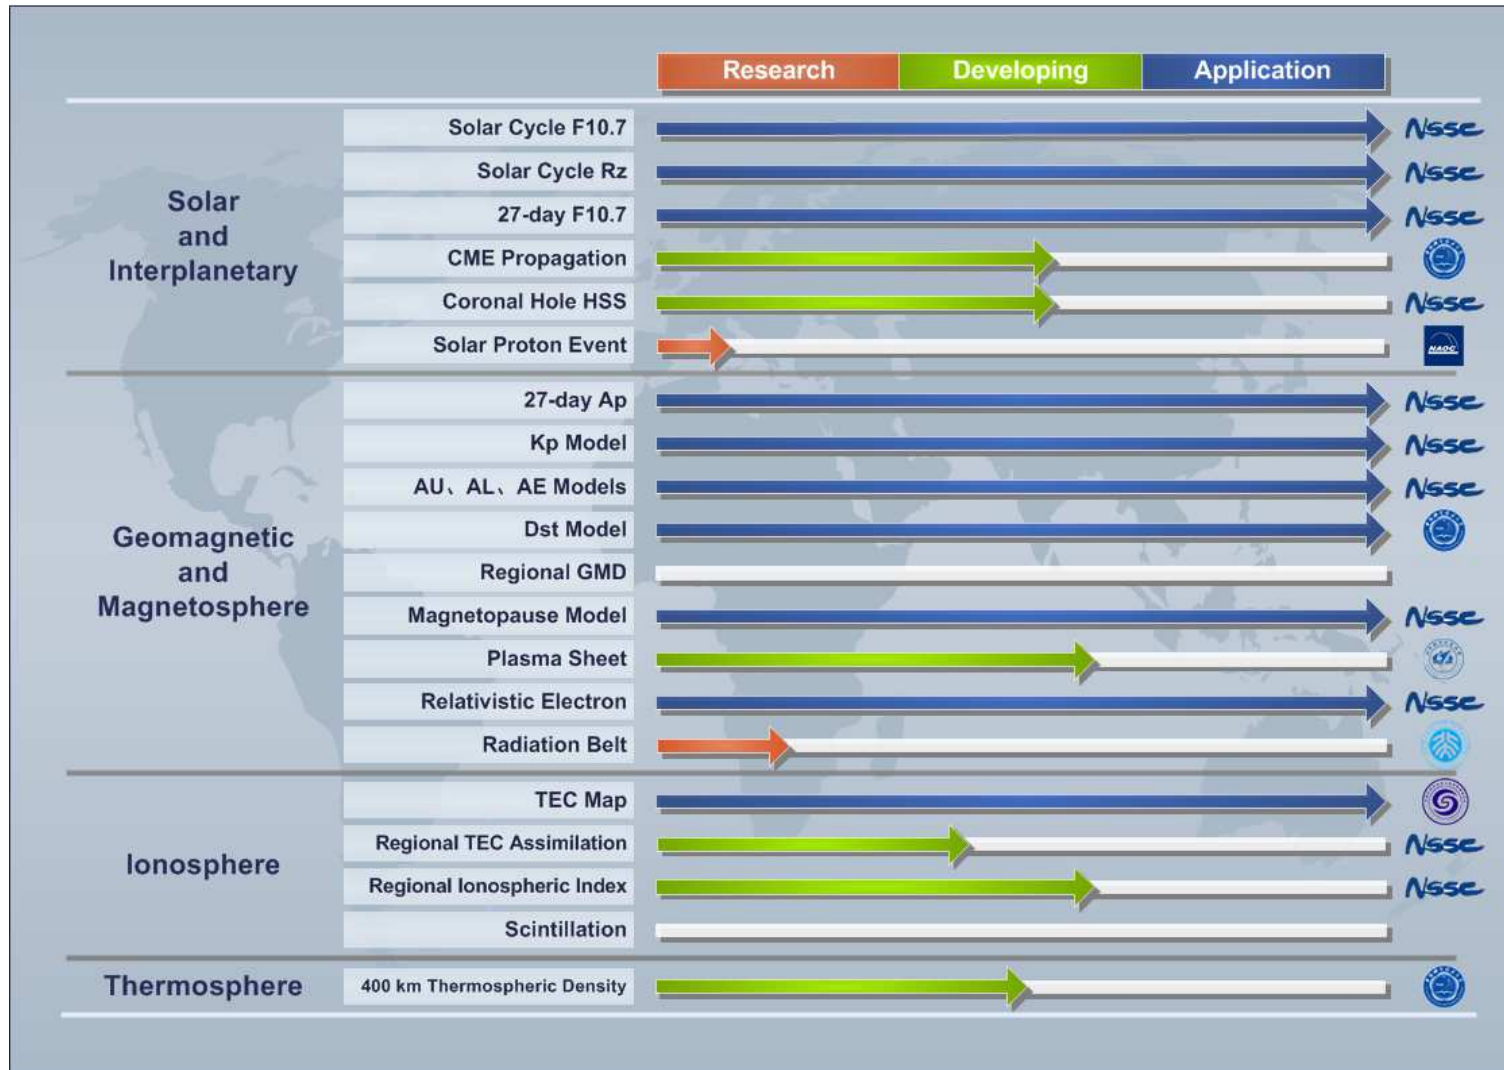 Research Developing Application
Solar
and
Interplanetary
Solar Cycle F10.7
NSSC
Solar Cycle Rz
NSSC
27-day F10.7
NSSC
CME Propagation
Coronal Hole HSS
NSSC
Solar Proton Event
NAOC
Geomagnetic
and
Magnetosphere
27-day Ap
NSSC
Kp Model
NSSC
AU、AL、AE Models
NSSC
Dst Model
Regional GMD
Magnetopause Model
NSSC
Plasma Sheet
Relativistic Electron
NSSC
Radiation Belt
Ionosphere
TEC Map
Regional TEC Assimilation
NSSC
Regional Ionospheric Index
NSSC
Scintillation
Thermosphere
400 km Thermospheric Density